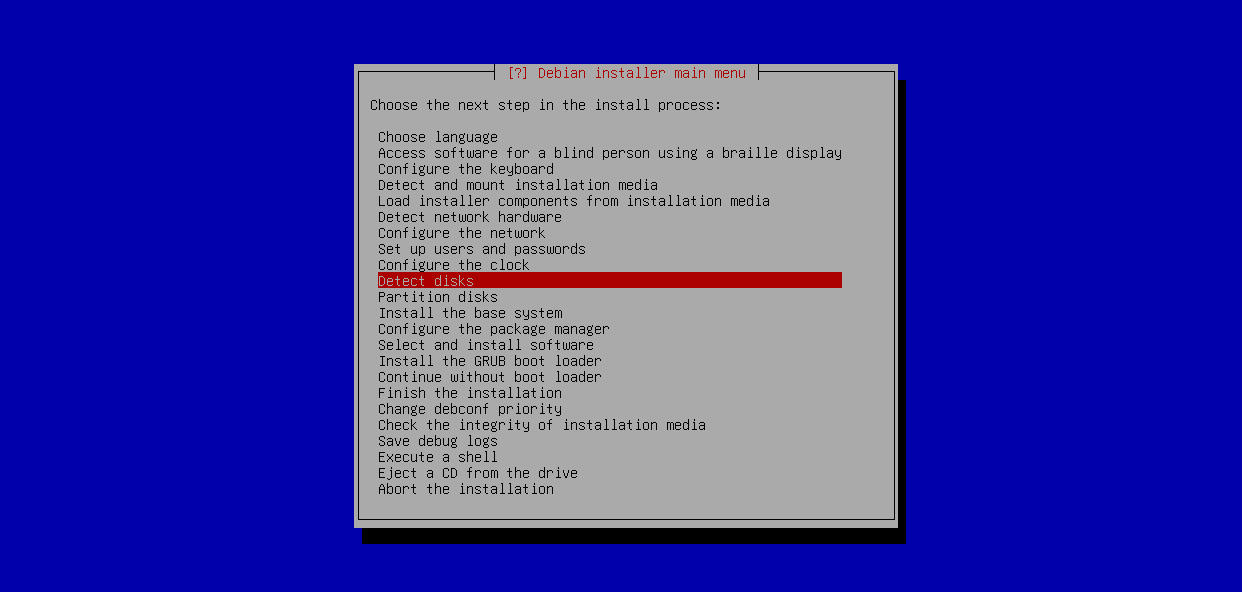 [?] Debian installer main menu
Choose the next step in the install process:
Choose language
Access software for a blind person using a braille display
Configure the keyboard
Detect and mount installation media
Load installer components from installation media
Detect network hardware
Configure the network
Set up users and passwords
Configure the clock
Detect disks
Partition disks
Install the base system
Configure the package manager
Select and install software
Install the GRUB boot loader
Continue without boot loader
Finish the installation
Change debconf priority
Check the integrity of installation media
Save debug logs
Execute a shell
Eject a CD from the drive
Abort the installation